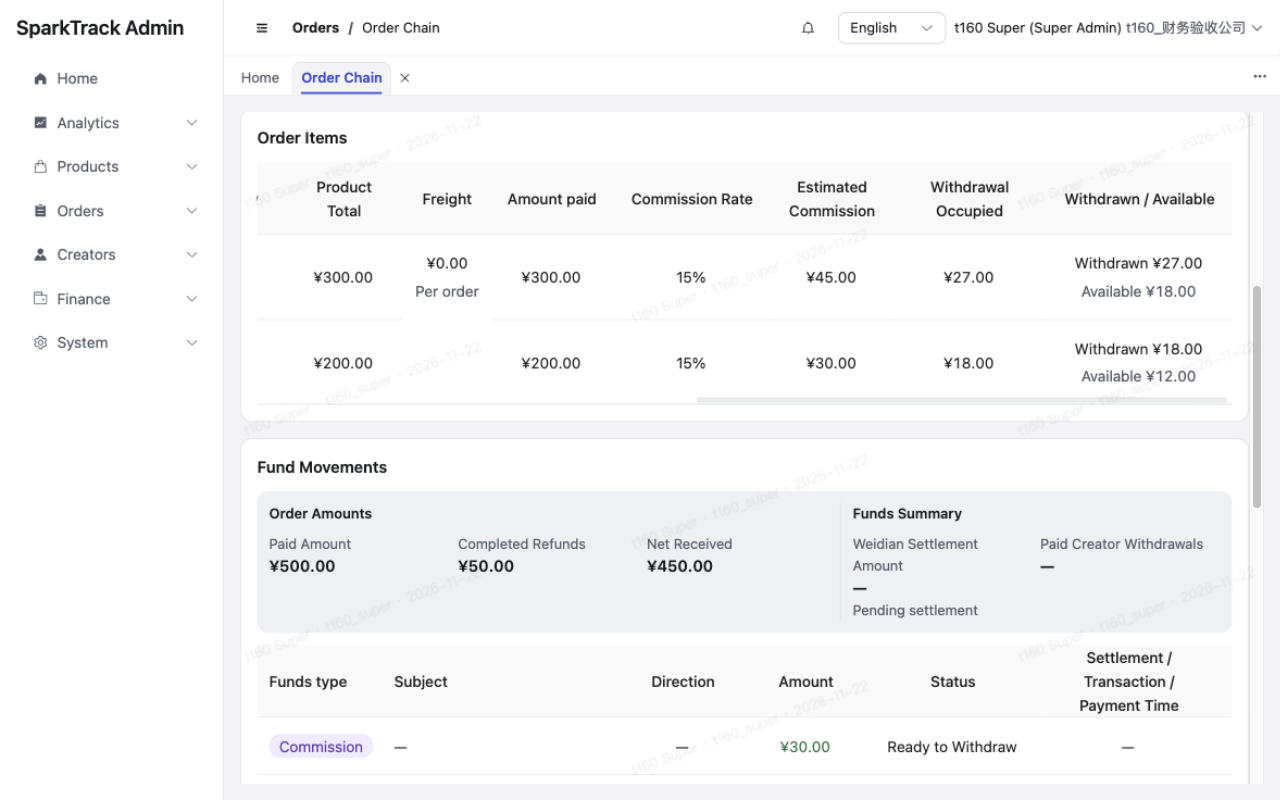 SparkTrack Admin
Orders / Order Chain
English
t160 Super (Super Admin) t160_财务验收公司
Home
Analytics
Products
Orders
Creators
Finance
System
Home
Order Chain
Order Items
Product Total
Freight
Amount paid
Commission Rate
Estimated Commission
Withdrawal Occupied
Withdrawn / Available
¥300.00
¥0.00
Per order
¥300.00
15%
¥45.00
¥27.00
Withdrawn ¥27.00
Available ¥18.00
¥200.00
¥200.00
15%
¥30.00
¥18.00
Withdrawn ¥18.00
Available ¥12.00
Fund Movements
Order Amounts
Paid Amount
¥500.00
Completed Refunds
¥50.00
Net Received
¥450.00
Funds Summary
Weidian Settlement Amount
—
Pending settlement
Paid Creator Withdrawals
—
Funds type
Subject
Direction
Amount
Status
Settlement / Transaction / Payment Time
Commission
—
—
¥30.00
Ready to Withdraw
—
t160 Super · t160_super · 2026-11-22